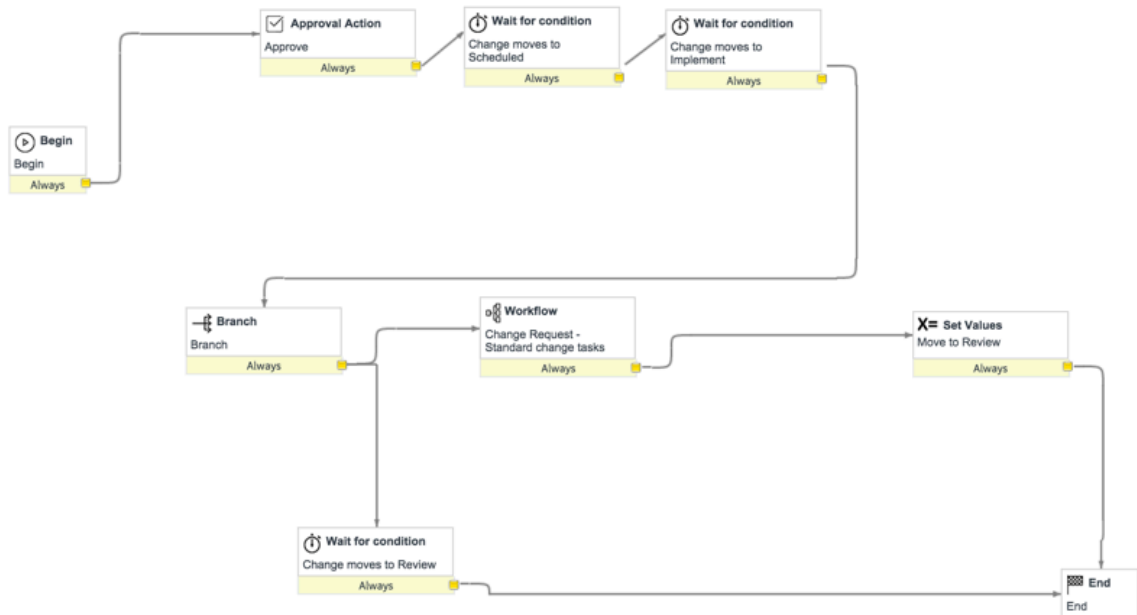 Approval Action
Approve
Always
Wait for condition
Change moves to
Scheduled
Always
Wait for condition
Change moves to
Implement
Always
Begin
Begin
Always
Branch
Branch
Always
Workflow
Change Request -
Standard change tasks
Always
X= Set Values
Move to Review
Always
Wait for condition
Change moves to Review
Always
End
End